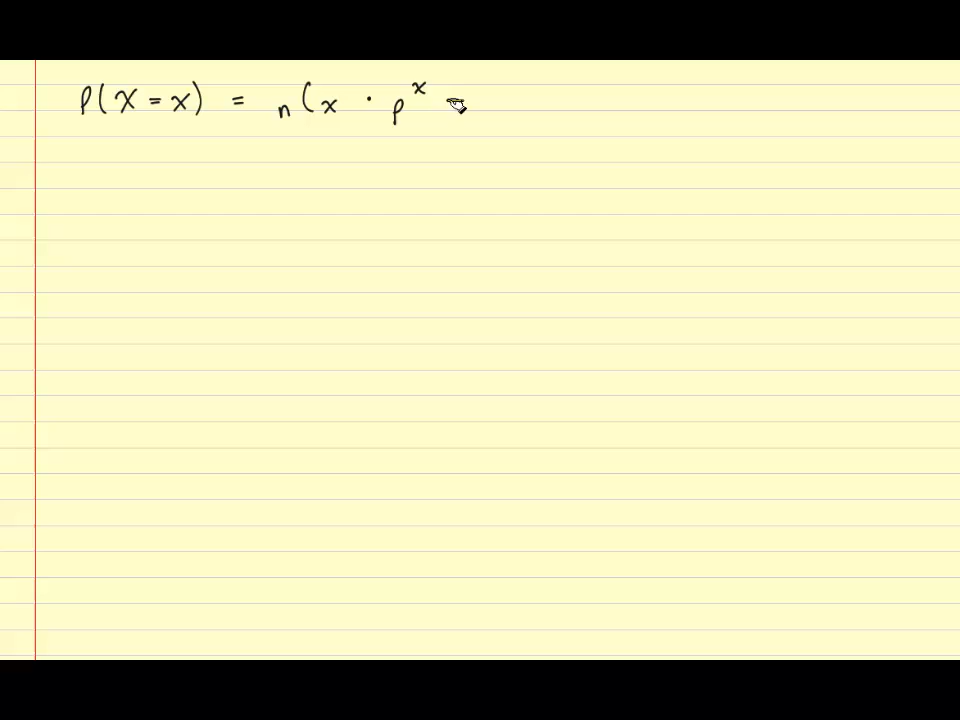 P(X = x) = nCx · p^x